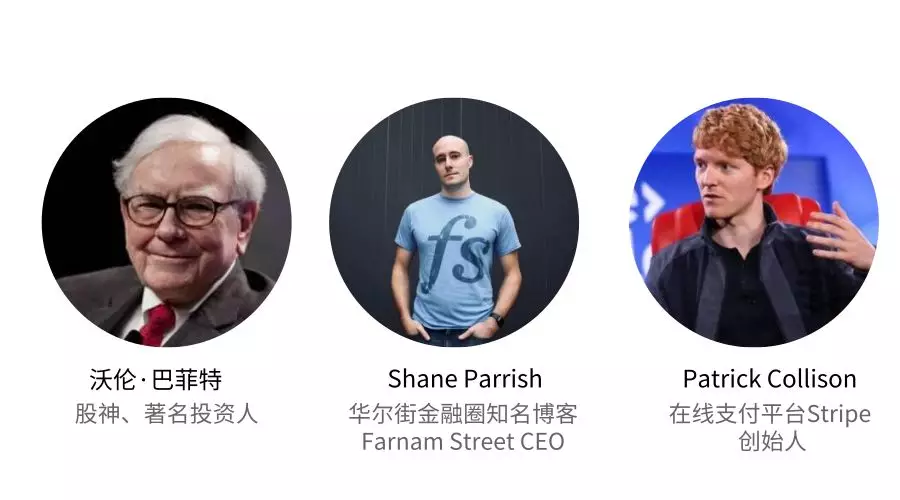 fs
沃伦·巴菲特
股神、著名投资人
Shane Parrish
华尔街金融圈知名博客
Farnam Street CEO
Patrick Collison
在线支付平台Stripe
创始人